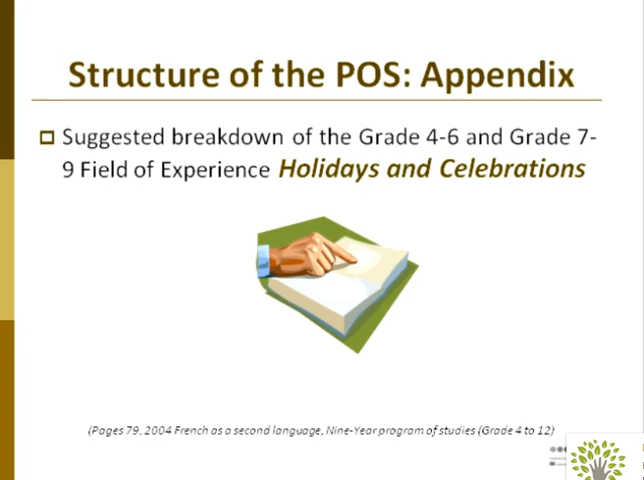 Structure of the POS: Appendix
Suggested breakdown of the Grade 4-6 and Grade 7-
9 Field of Experience Holidays and Celebrations
(Pages 79, 2004 French as a second language, Nine-Year program of studies (Grade 4 to 12)